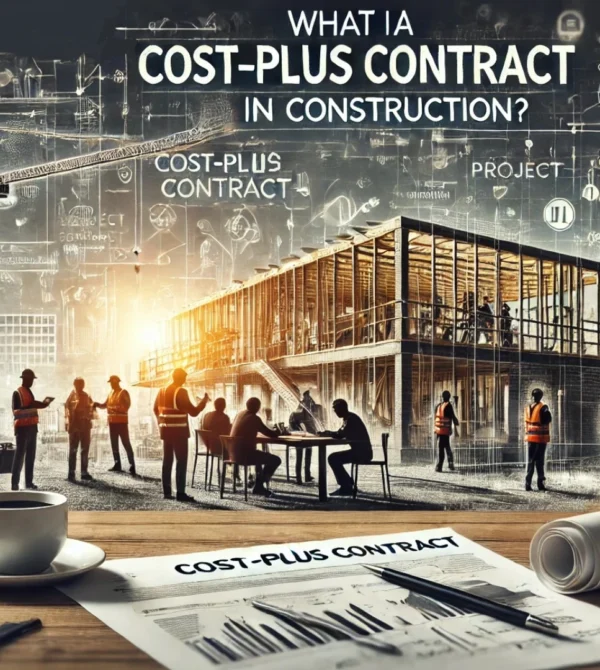 WHAT IA
COST-PLUS CONTRACT
IN CONSTRUCTION?
COST-PLUS
CONTRACT
PROJECT
COST-PLUS CONTRACT